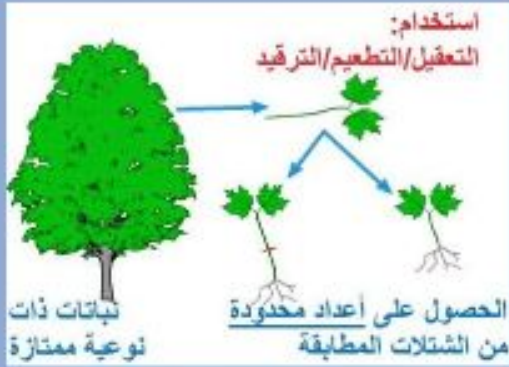 استخدام:
التعقيل/التطعيم/الترقيد
الحصول على أعداد محدودة
من الشتلات المطابقة
نباتات ذات
نوعية ممتازة